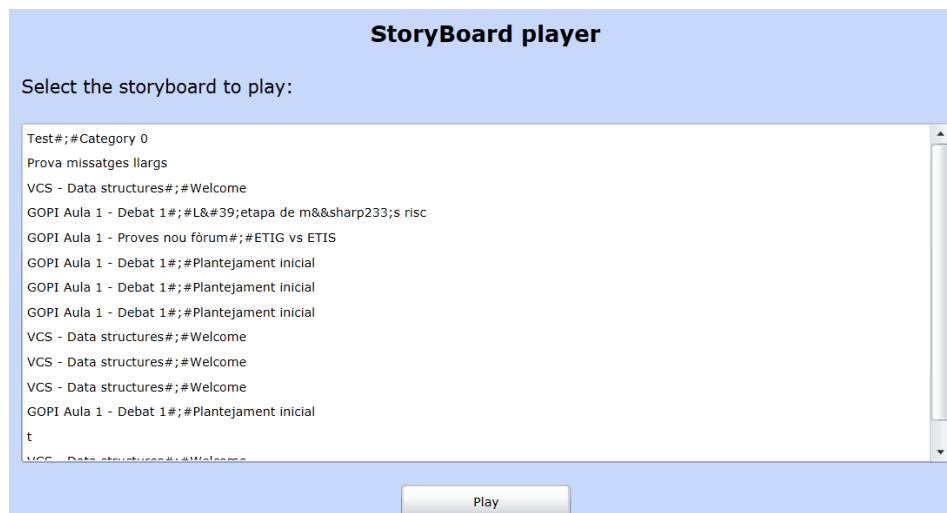 StoryBoard player
Select the storyboard to play:
Test#;#Category 0
Prova missatges llargs
VCS - Data structures#;#Welcome
GOPI Aula 1 - Debat 1#;#L&#39;etapa de m&&sharp233;s risc
GOPI Aula 1 - Proves nou fòrum#;#ETIG vs ETIS
GOPI Aula 1 - Debat 1#;#Plantejament inicial
GOPI Aula 1 - Debat 1#;#Plantejament inicial
GOPI Aula 1 - Debat 1#;#Plantejament inicial
VCS - Data structures#;#Welcome
VCS - Data structures#;#Welcome
VCS - Data structures#;#Welcome
GOPI Aula 1 - Debat 1#;#Plantejament inicial
t
VCS - Data structures#;#Welcome
Play